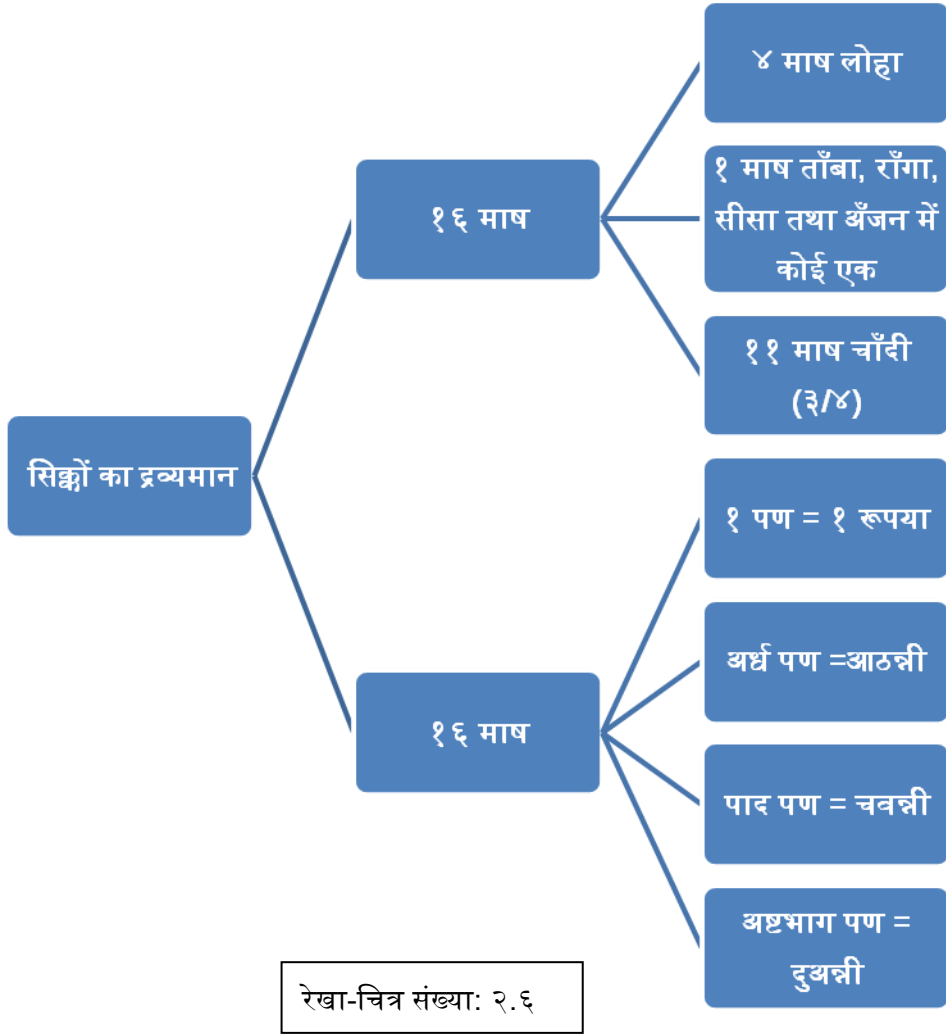 सिक्कों का द्रव्यमान
१६ माष
४ माष लोहा
१ माष ताँबा, राँगा,
सीसा तथा अँजन में
कोई एक
११ माष चाँदी
(३/४)
१६ माष
१ पण = १ रूपया
अर्ध पण =आठन्नी
पाद पण = चवन्नी
अष्टभाग पण =
दुअन्नी
रेखा-चित्र संख्या: २.६